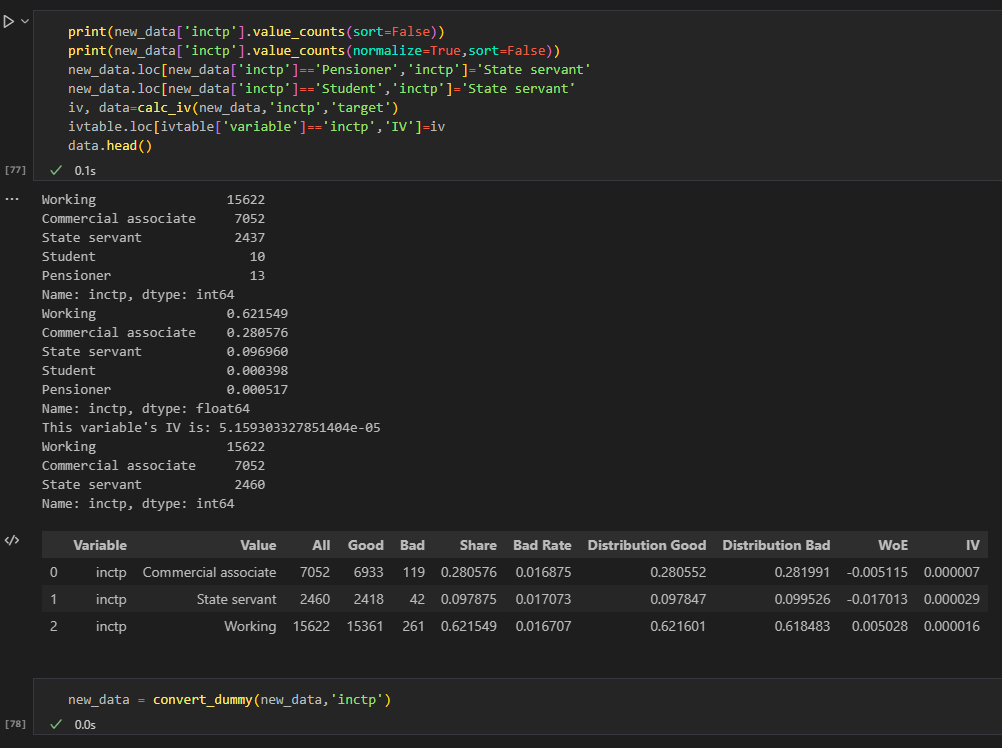 print(new_data['inctp'].value_counts(sort=False))
print(new_data['inctp'].value_counts(normalize=True,sort=False))
new_data.loc[new_data['inctp']=='Pensioner','inctp']='State servant'
new_data.loc[new_data['inctp']=='Student','inctp']='State servant'
iv, data=calc_iv(new_data,'inctp','target')
ivtable.loc[ivtable['variable']=='inctp','IV']=iv
data.head()
[77] ✓ 0.1s
... Working 15622
Commercial associate 7052
State servant 2437
Student 10
Pensioner 13
Name: inctp, dtype: int64
Working 0.621549
Commercial associate 0.280576
State servant 0.096960
Student 0.000398
Pensioner 0.000517
Name: inctp, dtype: float64
This variable's IV is: 5.159303327851404e-05
Working 15622
Commercial associate 7052
State servant 2460
Name: inctp, dtype: int64
</> Variable Value All Good Bad Share Bad Rate Distribution Good Distribution Bad WoE IV
0 inctp Commercial associate 7052 6933 119 0.280576 0.016875 0.280552 0.281991 -0.005115 0.000007
1 inctp State servant 2460 2418 42 0.097875 0.017073 0.097847 0.099526 -0.017013 0.000029
2 inctp Working 15622 15361 261 0.621549 0.016707 0.621601 0.618483 0.005028 0.000016
new_data = convert_dummy(new_data,'inctp')
[78] ✓ 0.0s